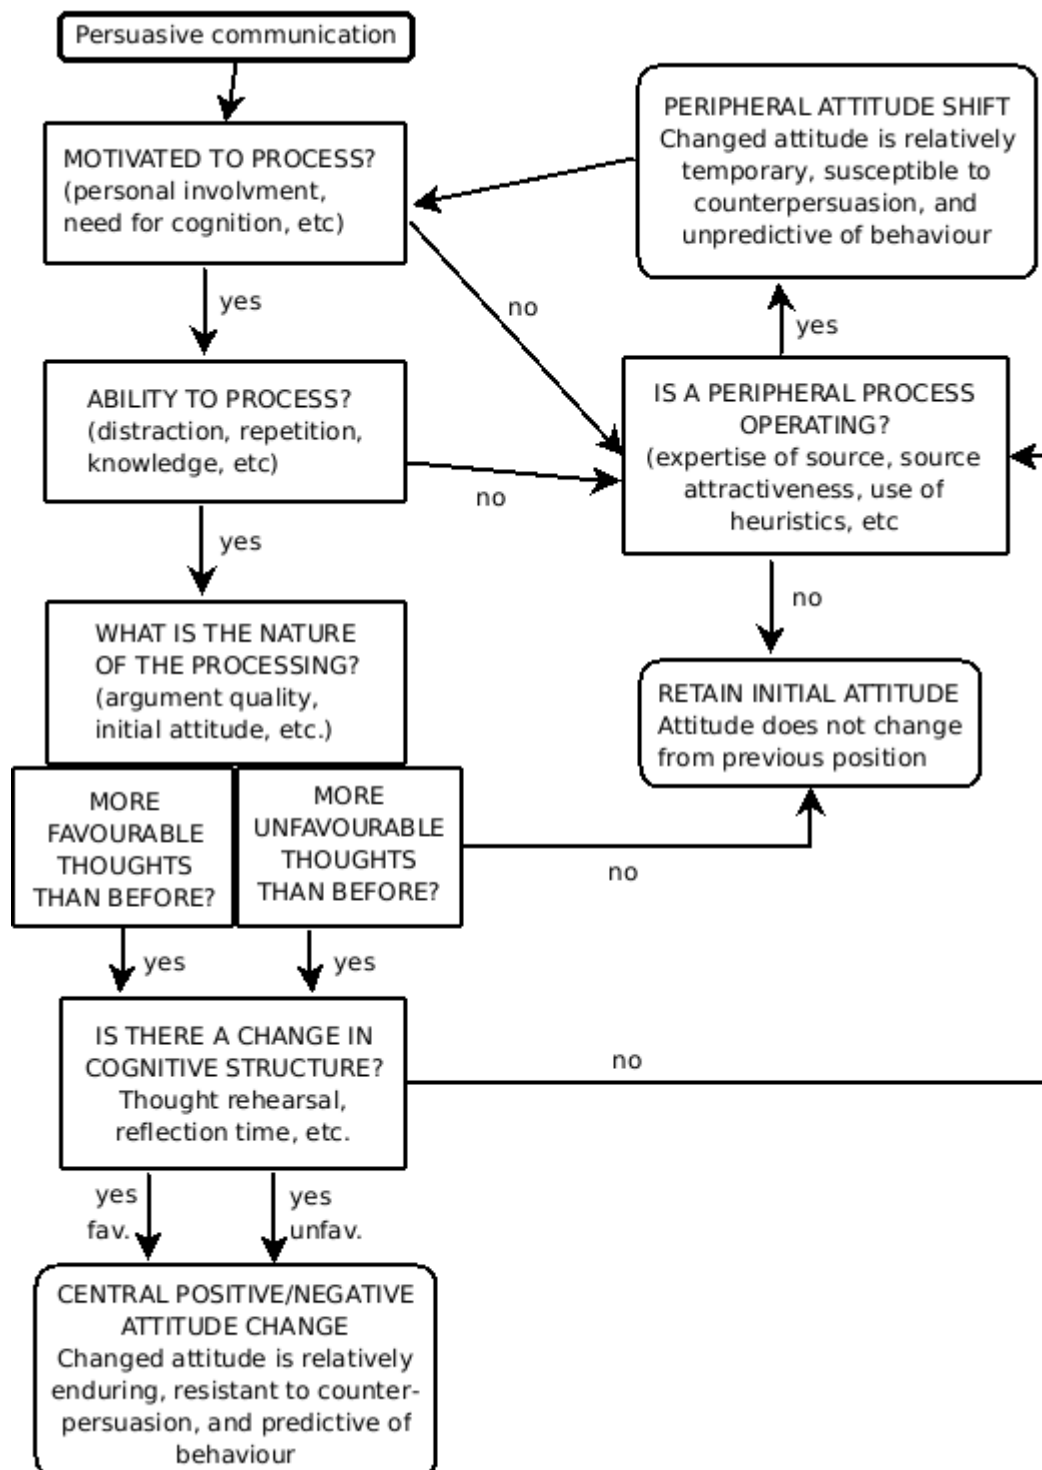 Persuasive communication
MOTIVATED TO PROCESS?
(personal involvment,
need for cognition, etc)
PERIPHERAL ATTITUDE SHIFT
Changed attitude is relatively
temporary, susceptible to
counterpersuasion, and
unpredictive of behaviour
yes
no
yes
ABILITY TO PROCESS?
(distraction, repetition,
knowledge, etc)
IS A PERIPHERAL PROCESS
OPERATING?
(expertise of source, source
attractiveness, use of
heuristics, etc
no
yes
no
WHAT IS THE NATURE
OF THE PROCESSING?
(argument quality,
initial attitude, etc.)
RETAIN INITIAL ATTITUDE
Attitude does not change
from previous position
MORE
FAVOURABLE
THOUGHTS
THAN BEFORE?
MORE
UNFAVOURABLE
THOUGHTS
THAN BEFORE?
no
yes
yes
IS THERE A CHANGE IN
COGNITIVE STRUCTURE?
Thought rehearsal,
reflection time, etc.
no
yes
fav.
yes
unfav.
CENTRAL POSITIVE/NEGATIVE
ATTITUDE CHANGE
Changed attitude is relatively
enduring, resistant to counter-
persuasion, and predictive of
behaviour